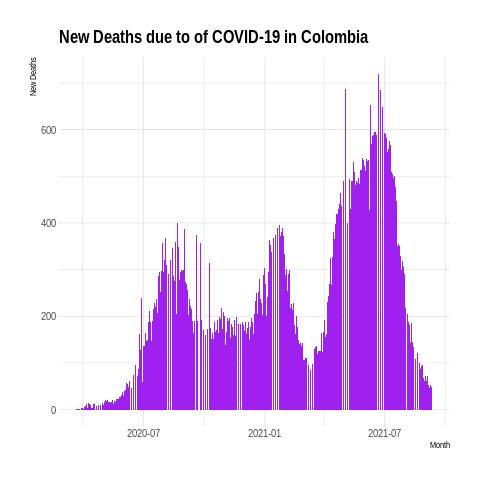 New Deaths due to of COVID-19 in Colombia
New Deaths
600
400
200
0
2020-07
2021-01
2021-07
Month